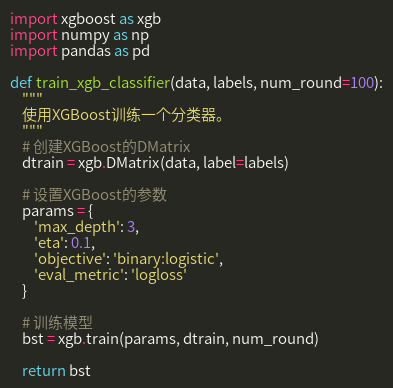 import xgboost as xgb
import numpy as np
import pandas as pd

def train_xgb_classifier(data, labels, num_round=100):
    """
    使用XGBoost训练一个分类器。
    """
    # 创建XGBoost的DMatrix
    dtrain = xgb.DMatrix(data, label=labels)

    # 设置XGBoost的参数
    params = {
        'max_depth': 3,
        'eta': 0.1,
        'objective': 'binary:logistic',
        'eval_metric': 'logloss'
    }

    # 训练模型
    bst = xgb.train(params, dtrain, num_round)

    return bst